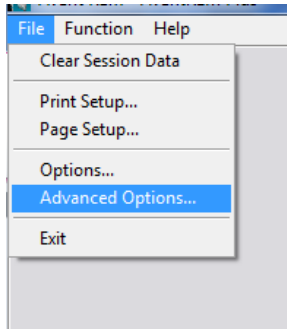 File Function Help
Clear Session Data
Print Setup...
Page Setup...
Options...
Advanced Options...
Exit